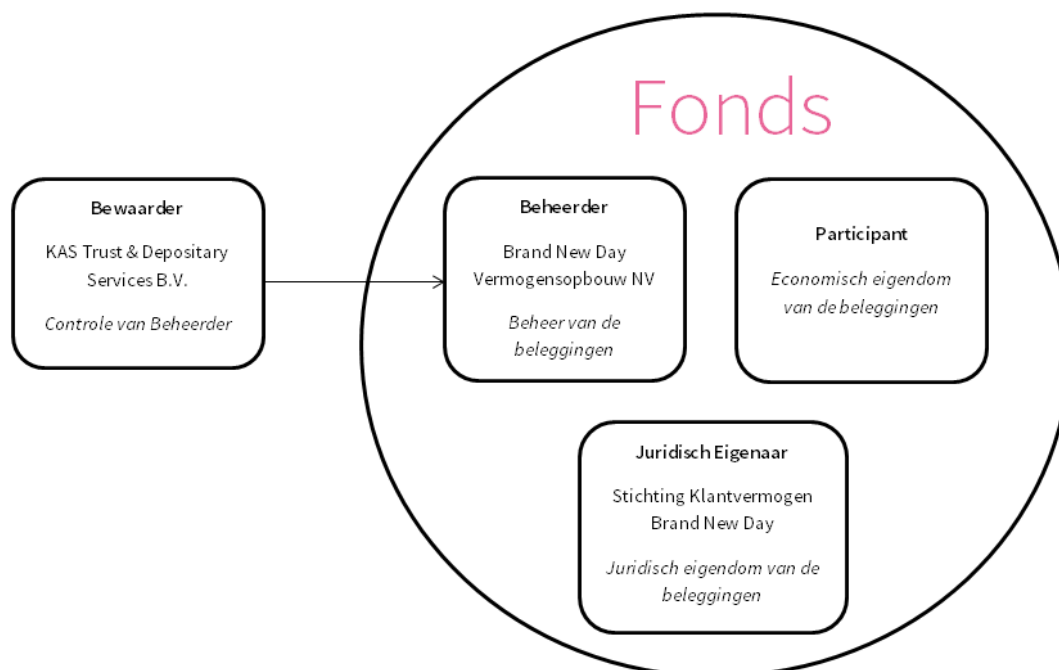 Fonds
Bewaarder
KAS Trust & Depositary
Services B.V.
Controle van Beheerder
Beheerder
Brand New Day
Vermogensopbouw NV
Beheer van de
beleggingen
Participant
Economisch eigendom
van de beleggingen
Juridisch Eigenaar
Stichting Klantvermogen
Brand New Day
Juridisch eigendom van de
beleggingen